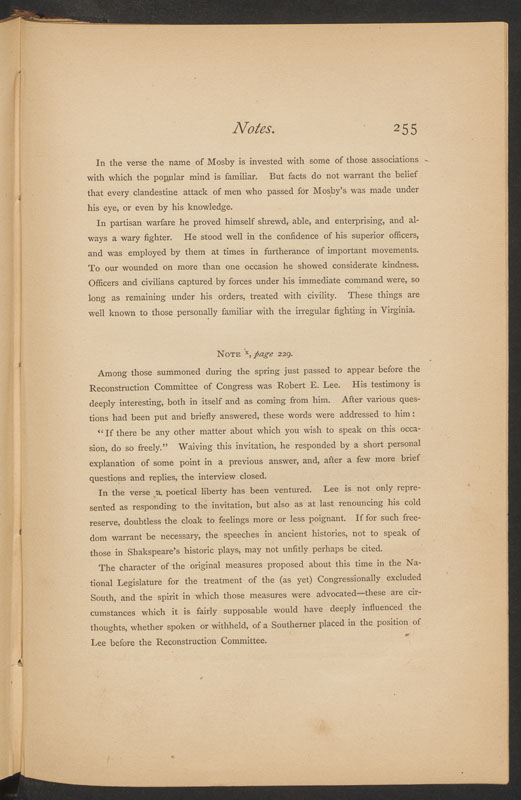 Notes. 255
In the verse the name of Mosby is invested with some of those associations
with which the popular mind is familiar. But facts do not warrant the belief
that every clandestine attack of men who passed for Mosby's was made under
his eye, or even by his knowledge.
In partisan warfare he proved himself shrewd, able, and enterprising, and al-
ways a wary fighter. He stood well in the confidence of his superior officers,
and was employed by them at times in furtherance of important movements.
To our wounded on more than one occasion he showed considerate kindness.
Officers and civilians captured by forces under his immediate command were, so
long as remaining under his orders, treated with civility. These things are
well known to those personally familiar with the irregular fighting in Virginia.
NOTE ˣ, page 229.
Among those summoned during the spring just passed to appear before the
Reconstruction Committee of Congress was Robert E. Lee. His testimony is
deeply interesting, both in itself and as coming from him. After various ques-
tions had been put and briefly answered, these words were addressed to him :
"If there be any other matter about which you wish to speak on this occa-
sion, do so freely." Waiving this invitation, he responded by a short personal
explanation of some point in a previous answer, and, after a few more brief
questions and replies, the interview closed.
In the verse a poetical liberty has been ventured. Lee is not only repre-
sented as responding to the invitation, but also as at last renouncing his cold
reserve, doubtless the cloak to feelings more or less poignant. If for such free-
dom warrant be necessary, the speeches in ancient histories, not to speak of
those in Shakspeare's historic plays, may not unfitly perhaps be cited.
The character of the original measures proposed about this time in the Na-
tional Legislature for the treatment of the (as yet) Congressionally excluded
South, and the spirit in which those measures were advocated—these are cir-
cumstances which it is fairly supposable would have deeply influenced the
thoughts, whether spoken or withheld, of a Southerner placed in the position of
Lee before the Reconstruction Committee.